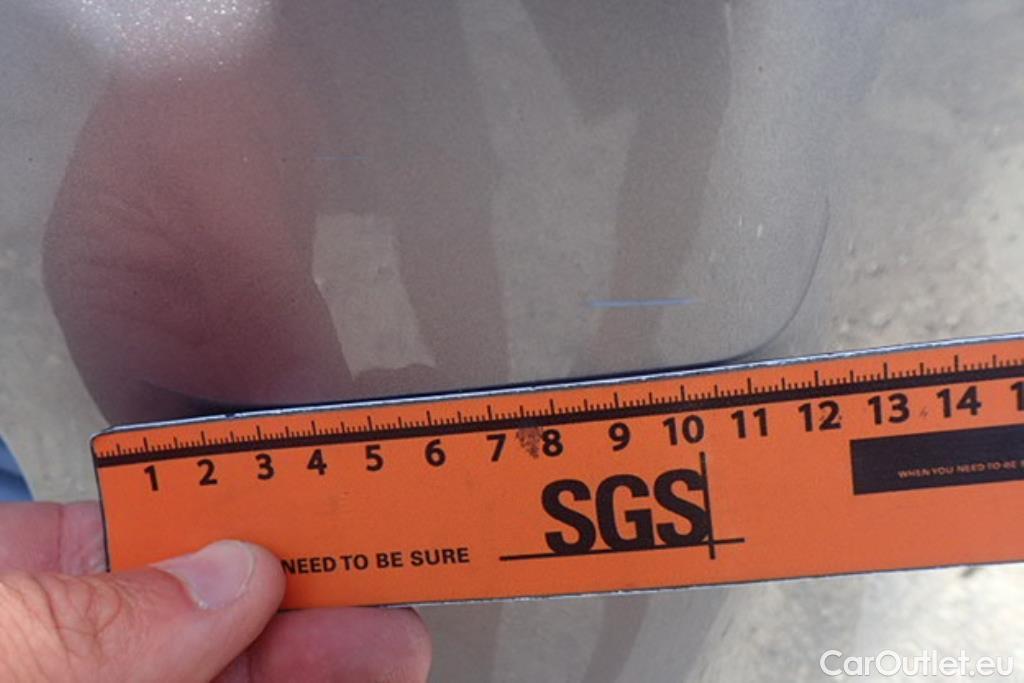 1 2 3 4 5 6 7 8 9 10 11 12 13 14
SGS
WHEN YOU NEED TO BE
NEED TO BE SURE
CarOutlet.eu